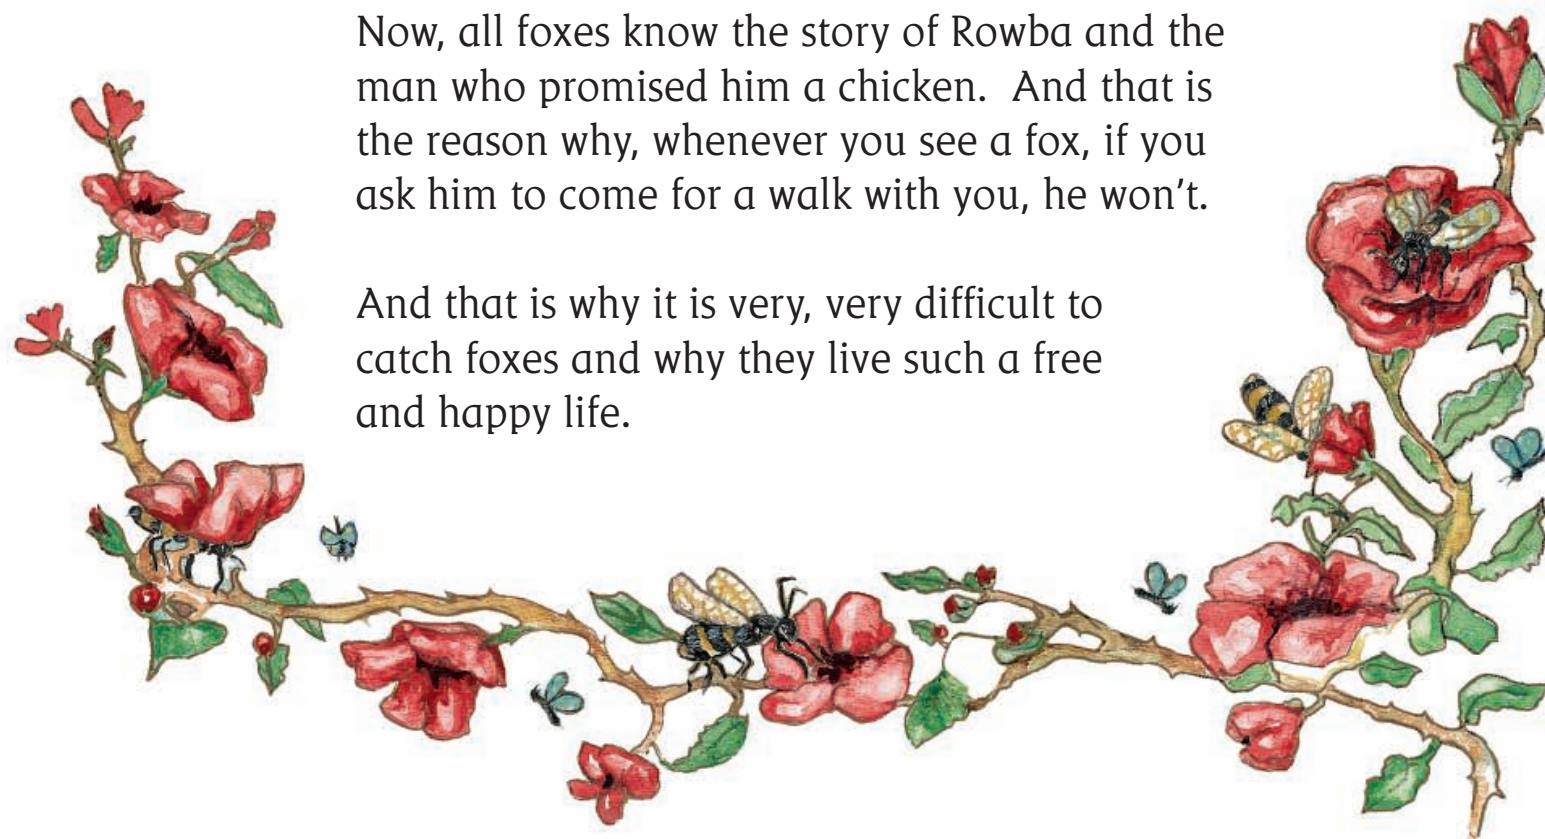 Now, all foxes know the story of Rowba and the
man who promised him a chicken.  And that is
the reason why, whenever you see a fox, if you
ask him to come for a walk with you, he won’t.

And that is why it is very, very difficult to
catch foxes and why they live such a free
and happy life.